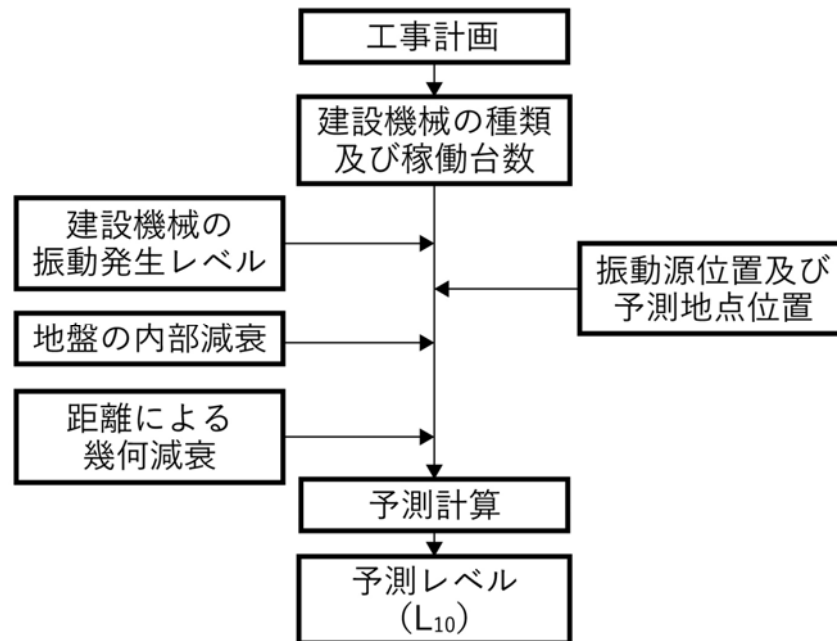 工事計画
建設機械の種類
及び稼働台数
建設機械の
振動発生レベル
振動源位置及び
予測地点位置
地盤の内部減衰
距離による
幾何減衰
予測計算
予測レベル
（L₁₀）